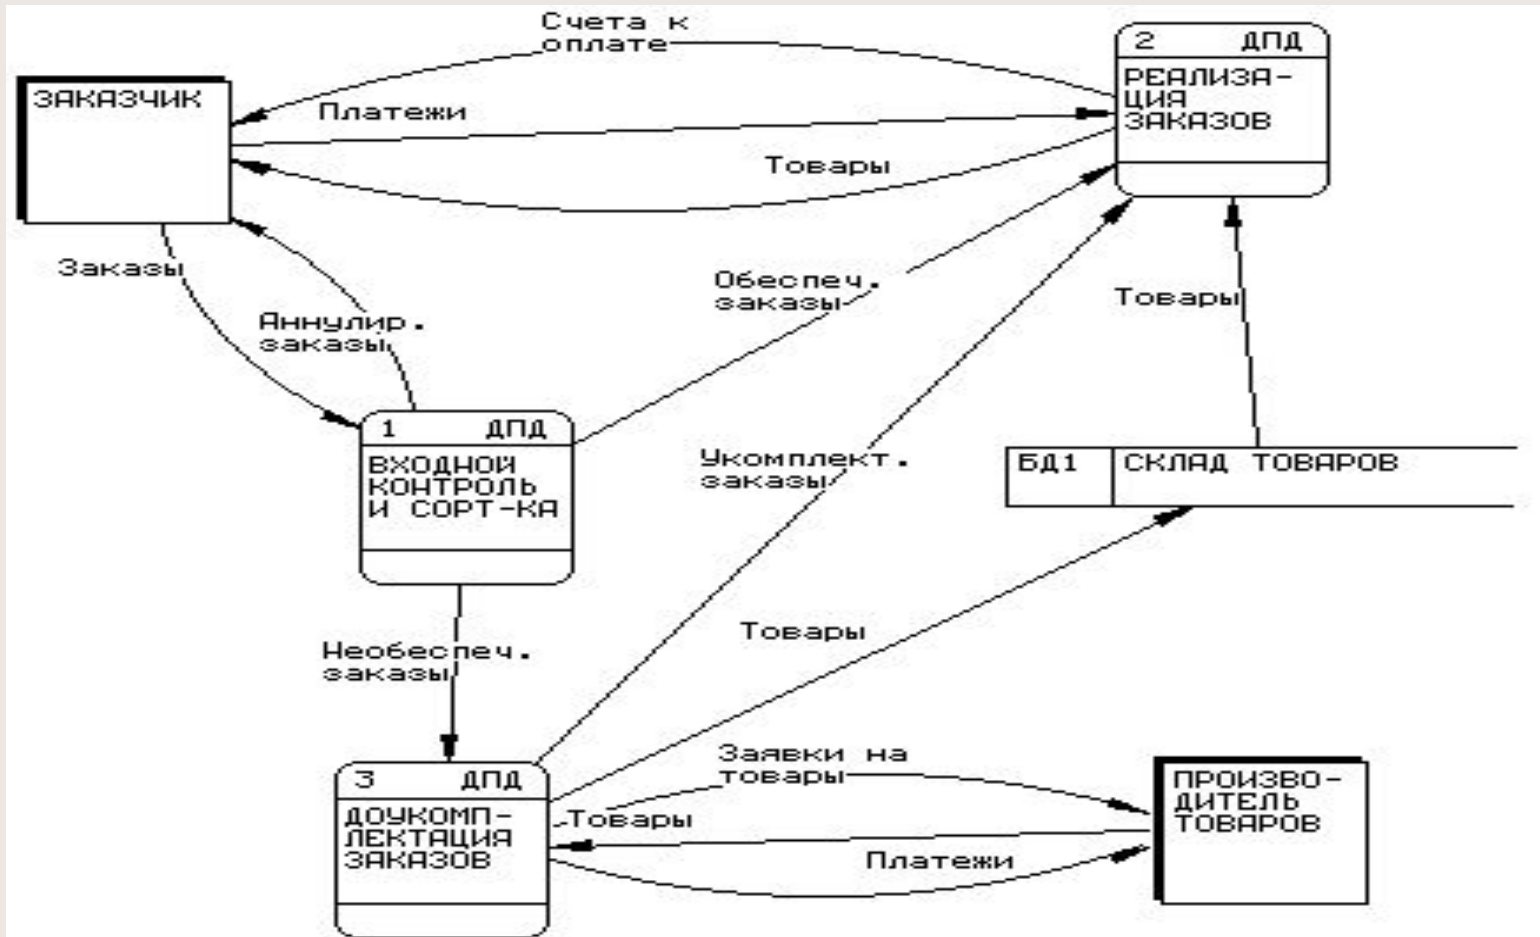 Счета к
оплате
2 ДПД
РЕАЛИЗА-
ЦИЯ
ЗАКАЗОВ
ЗАКАЗЧИК
Платежи
Товары
Заказы
Аннулир.
заказы
Обеспеч.
заказы
Товары
1 ДПД
ВХОДНОЙ
КОНТРОЛЬ
И СОРТ-КА
Укомплект.
заказы
БД1 СКЛАД ТОВАРОВ
Необеспеч.
заказы
Товары
3 ДПД
ДОУКОМП-
ЛЕКТАЦИЯ
ЗАКАЗОВ
Заявки на
товары
Товары
Платежи
ПРОИЗВО-
ДИТЕЛЬ
ТОВАРОВ